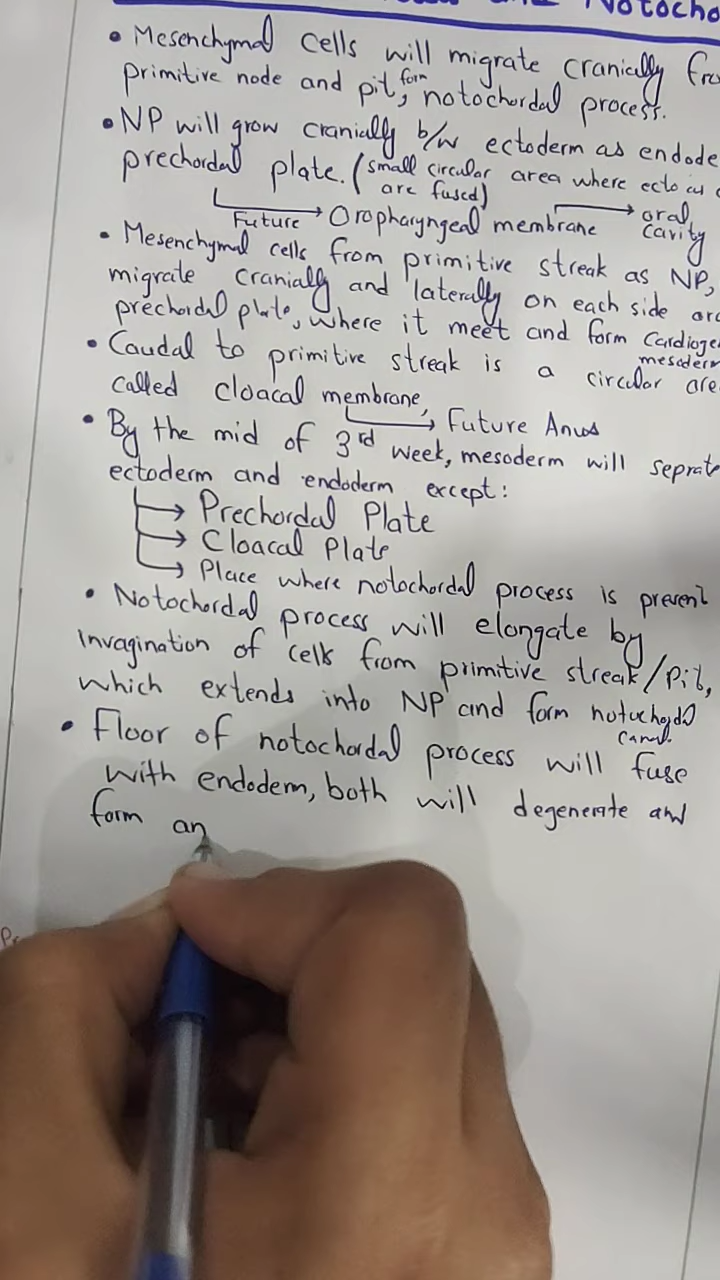 Notocho
• Mesenchymal cells will migrate cranially fro
primitive node and pit, form notochordal process.
• NP will grow cranially b/w ectoderm as endode
prechordal plate. (small circular area where ecto
are fused)
Future → Oropharyngeal membrane → oral cavity
• Mesenchymal cells from primitive streak as NP,
migrate cranially and laterally on each side aro
prechordal plate, where it meet and form Cardioge
mesoderm
• Caudal to primitive streak is a circular are
called cloacal membrane,
→ Future Anus
• By the mid of 3rd week, mesoderm will seprate
ectoderm and endoderm except:
→ Prechordal Plate
→ Cloacal Plate
→ Place where notochordal process is present
• Notochordal process will elongate by
Invagination of cells from primitive streak/pit,
which extends into NP and form notochordal
canal.
• Floor of notochordal process will fuse
with endodem, both will degenerate and
form an